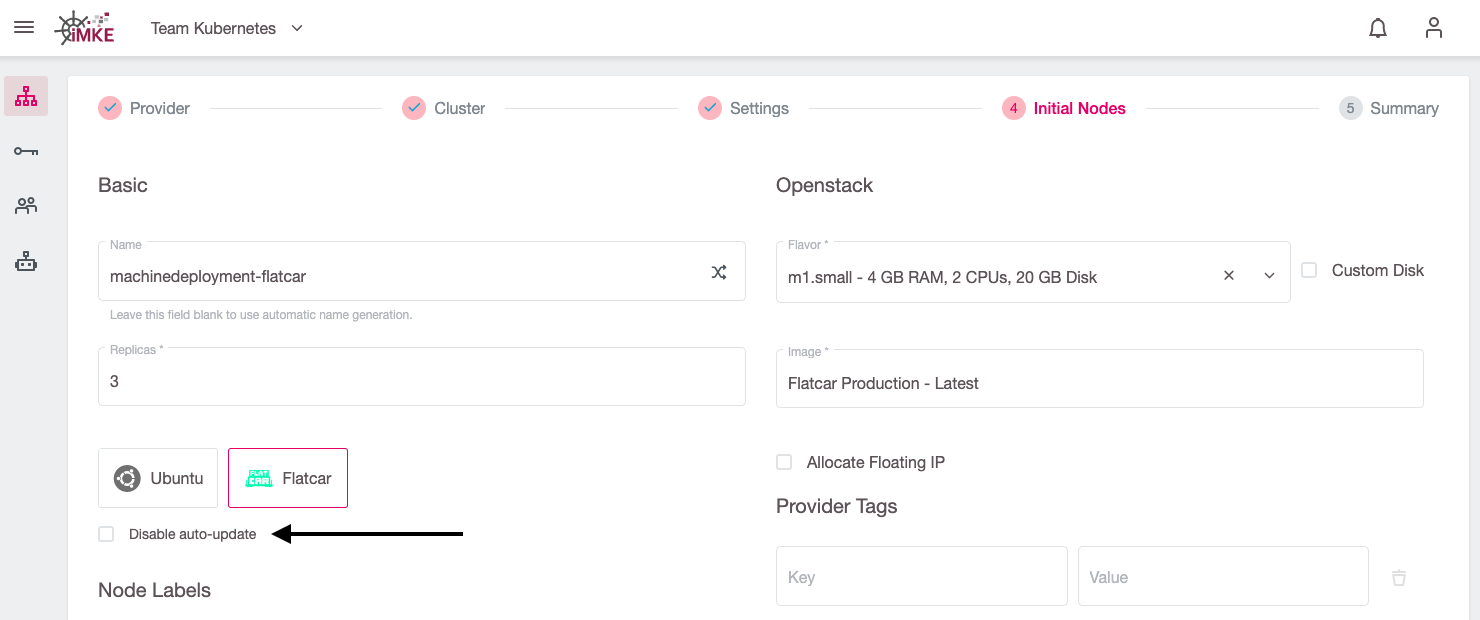 iMKE
Team Kubernetes
Provider
Cluster
Settings
4 Initial Nodes
5 Summary
Basic
Name
machinedeployment-flatcar
Leave this field blank to use automatic name generation.
Replicas *
3
Ubuntu
FLAT
CAR
Flatcar
Disable auto-update
Node Labels
Openstack
Flavor *
m1.small - 4 GB RAM, 2 CPUs, 20 GB Disk
Custom Disk
Image *
Flatcar Production - Latest
Allocate Floating IP
Provider Tags
Key
Value